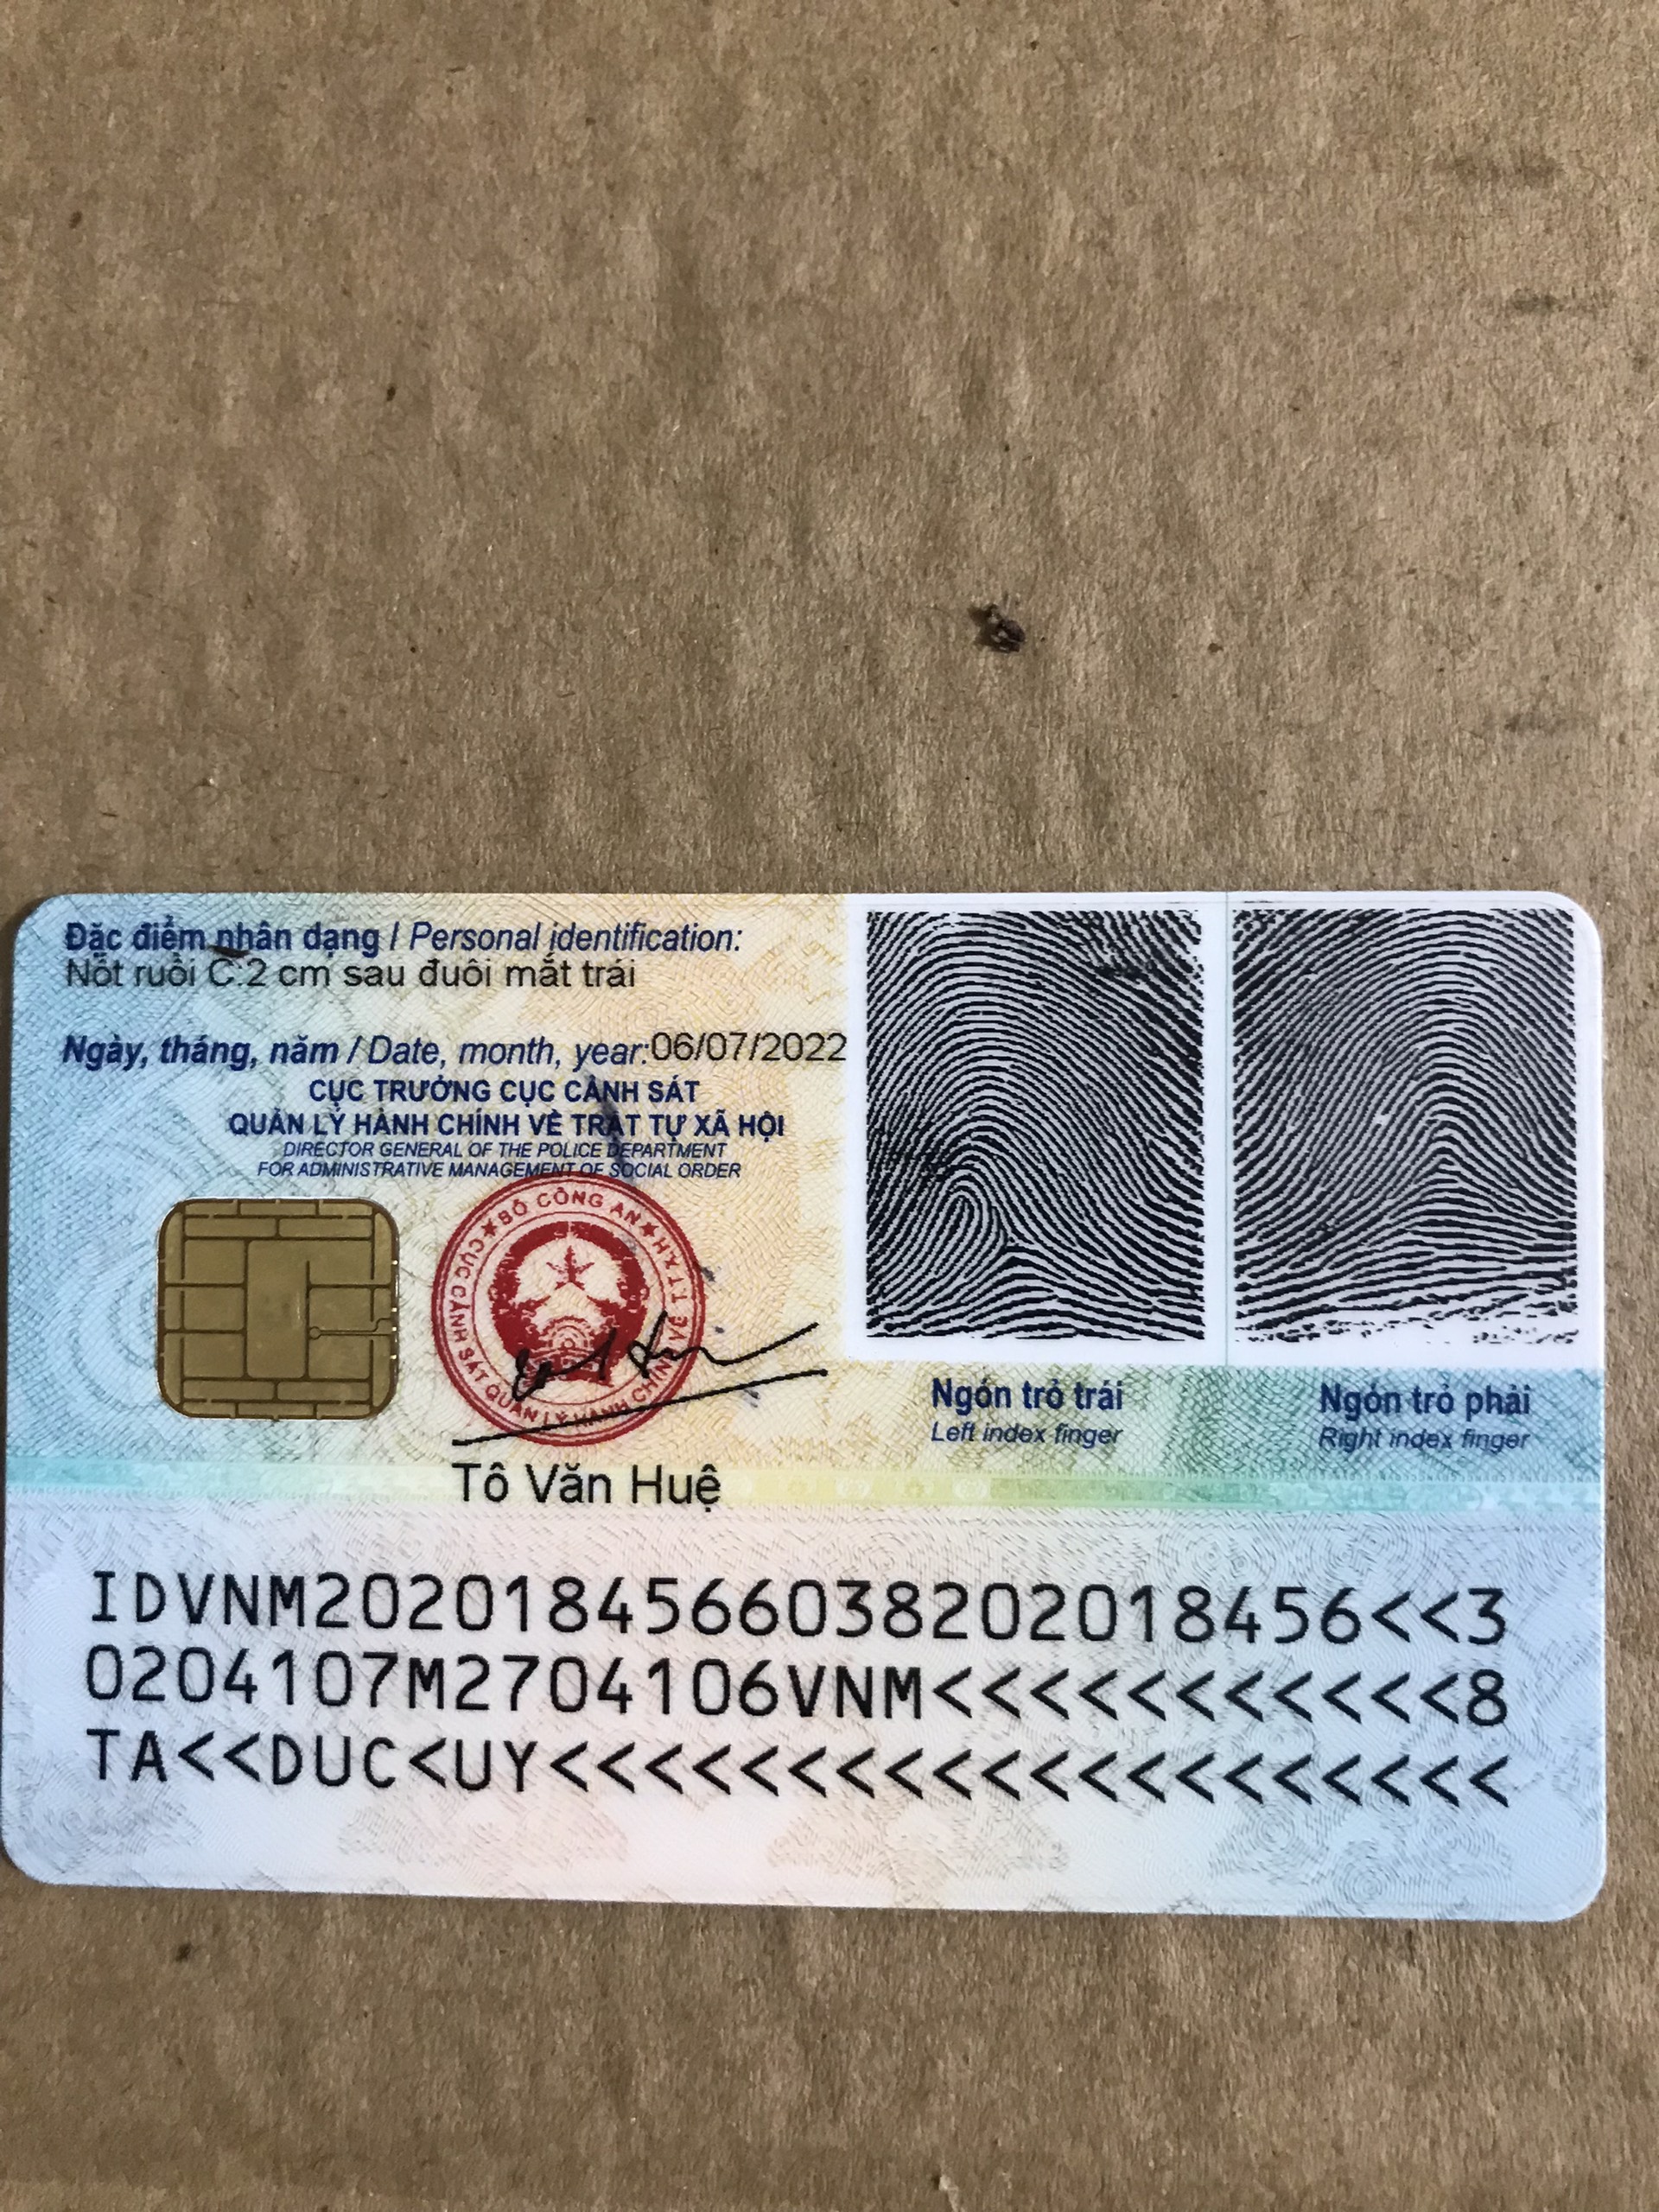 Đặc điểm nhân dạng / Personal identification:
Nốt ruồi C:2 cm sau đuôi mắt trái
Ngày, tháng, năm / Date, month, year:06/07/2022
CỤC TRƯỞNG CỤC CẢNH SÁT
QUẢN LÝ HÀNH CHÍNH VỀ TRẬT TỰ XÃ HỘI
DIRECTOR GENERAL OF THE POLICE DEPARTMENT
FOR ADMINISTRATIVE MANAGEMENT OF SOCIAL ORDER
★ BỘ CÔNG AN ★
CỤC CẢNH SÁT QUẢN LÝ HÀNH CHÍNH VỀ TTXH
Tô Văn Huệ
Ngón trỏ trái
Left index finger
Ngón trỏ phải
Right index finger
IDVNM2020184566038202018456<<3
0204107M2704106VNM<<<<<<<<<<<8
TA<<DUC<UY<<<<<<<<<<<<<<<<<<<<